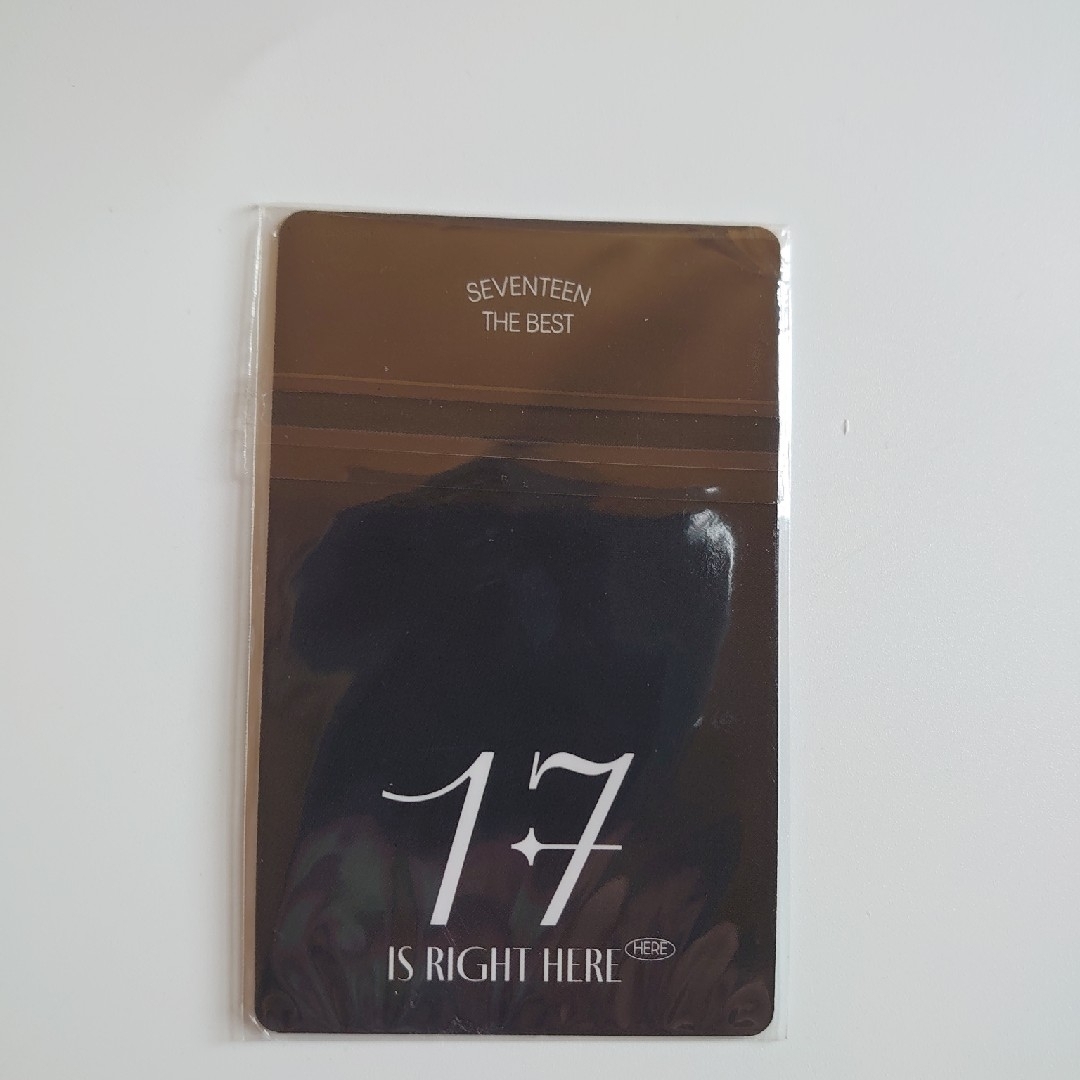 SEVENTEEN
THE BEST
17
IS RIGHT HERE HERE